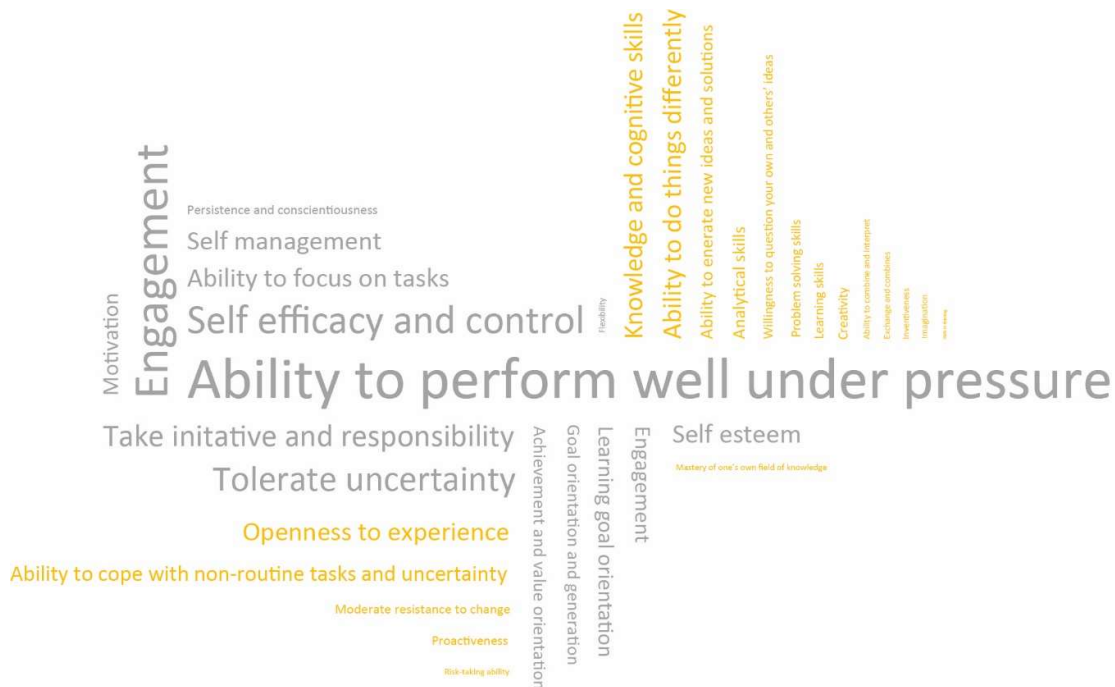 Motivation
Engagement
Persistence and conscientiousness
Self management
Ability to focus on tasks
Self efficacy and control
Flexibility
Knowledge and cognitive skills
Ability to do things differently
Ability to enerate new ideas and solutions
Analytical skills
Willingness to question your own and others' ideas
Problem solving skills
Learning skills
Creativity
Ability to combine and interpret
Exchange and combines
Inventiveness
Imagination
Ability to perform well under pressure
Take initative and responsibility
Tolerate uncertainty
Openness to experience
Ability to cope with non-routine tasks and uncertainty
Moderate resistance to change
Proactiveness
Risk-taking ability
Achievement and value orientation
Goal orientation and generation
Learning goal orientation
Engagement
Self esteem
Mastery of one's own field of knowledge